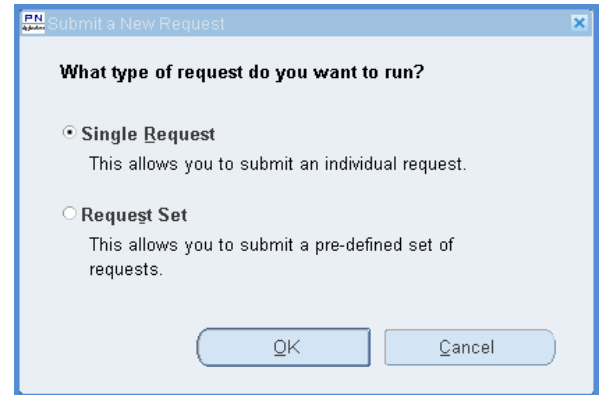 PN
Submit a New Request
What type of request do you want to run?
Single Request
This allows you to submit an individual request.
Request Set
This allows you to submit a pre-defined set of
requests.
OK
Cancel